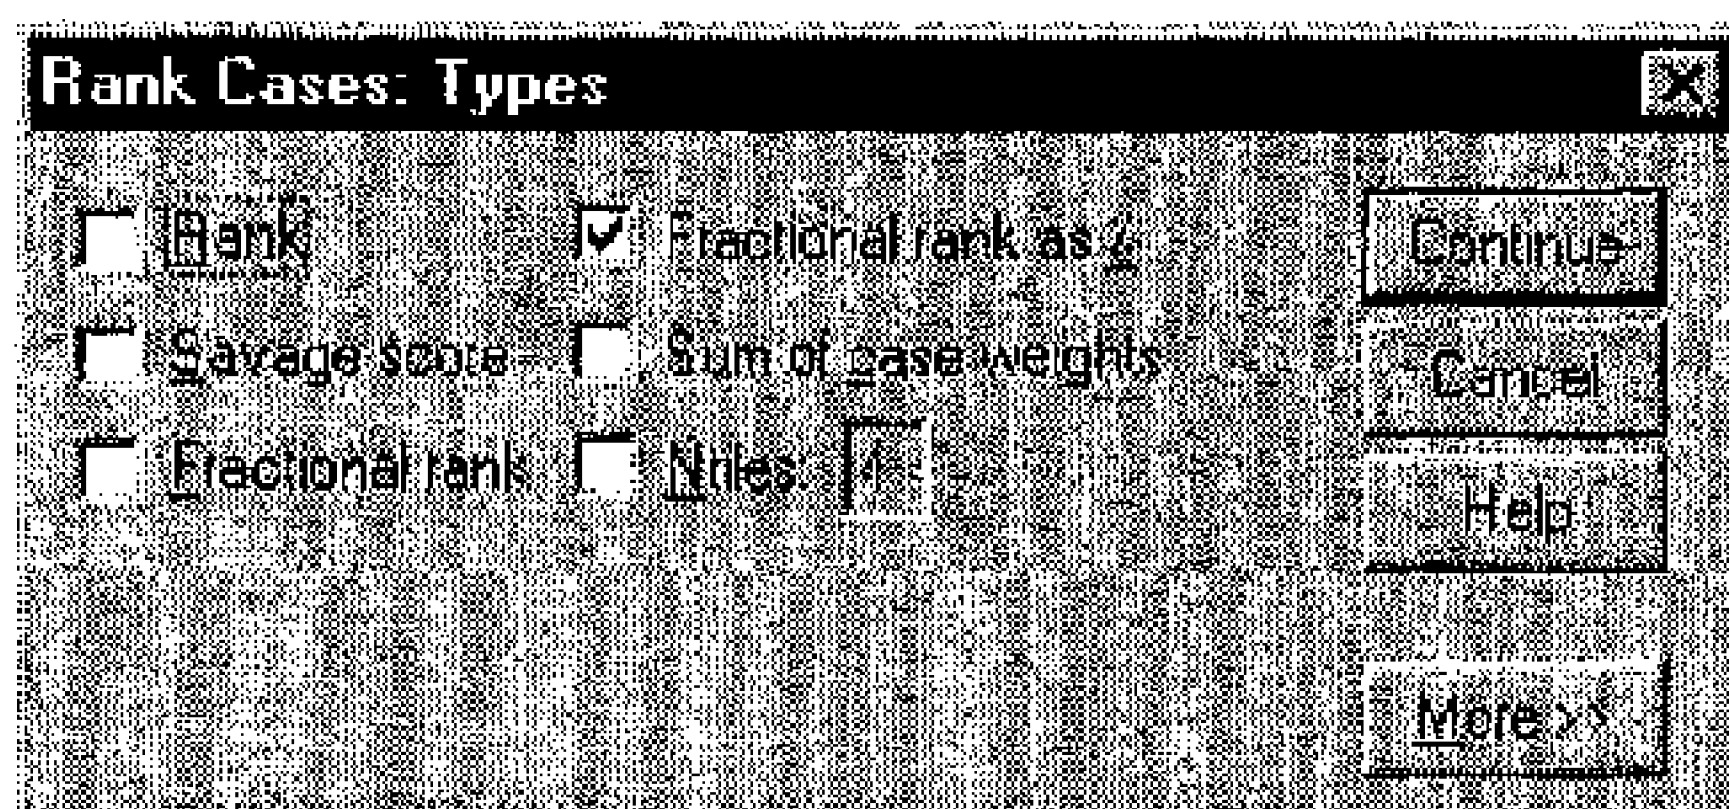 Rank Cases: Types
Rank
Fractional rank as %
Continue
Savage score
Sum of case weights
Cancel
Fractional rank
Ntiles: 4
Help
More >>